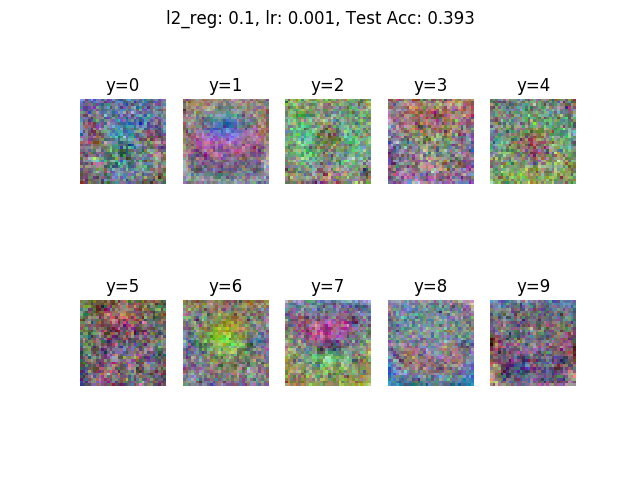 l2_reg: 0.1, lr: 0.001, Test Acc: 0.393
y=0 y=1 y=2 y=3 y=4
y=5 y=6 y=7 y=8 y=9